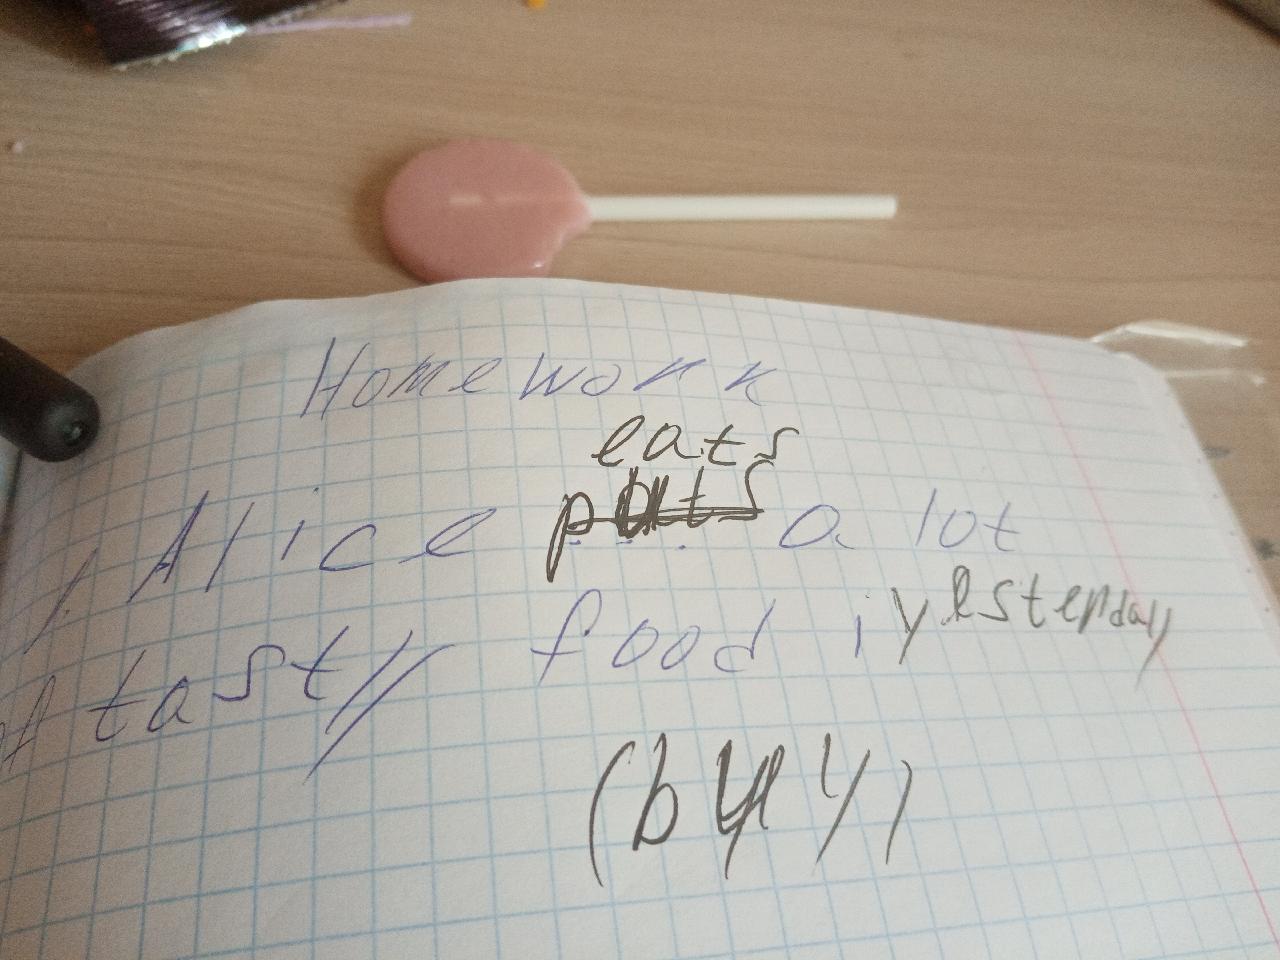 Homework
eats
1. Alice puts a lot
of tasty food yesterday
(buy)